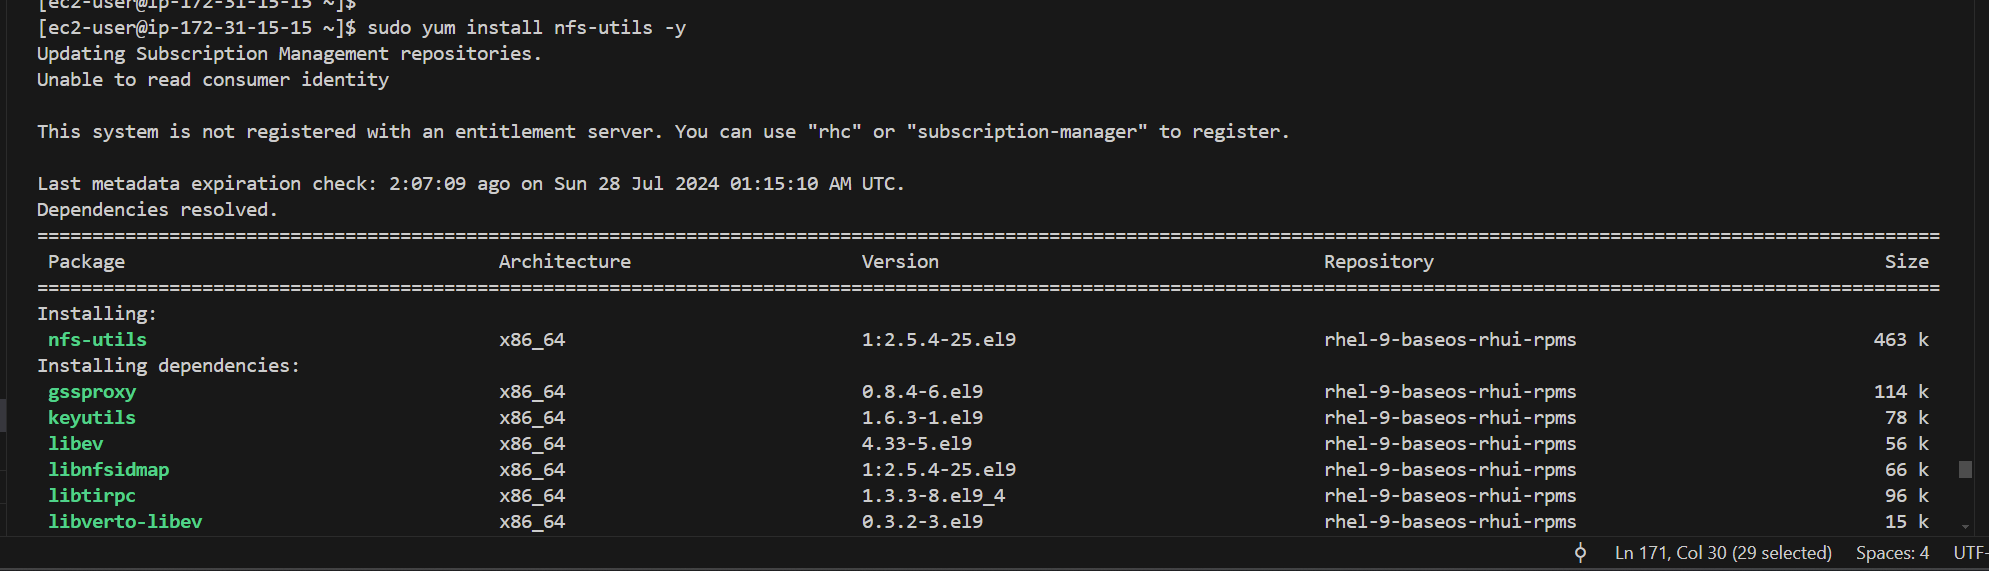 [ec2-user@ip-172-31-15-15 ~]$
[ec2-user@ip-172-31-15-15 ~]$ sudo yum install nfs-utils -y
Updating Subscription Management repositories.
Unable to read consumer identity
This system is not registered with an entitlement server. You can use "rhc" or "subscription-manager" to register.
Last metadata expiration check: 2:07:09 ago on Sun 28 Jul 2024 01:15:10 AM UTC.
Dependencies resolved.
Package Architecture Version Repository Size
Installing:
nfs-utils x86_64 1:2.5.4-25.el9 rhel-9-baseos-rhui-rpms 463 k
Installing dependencies:
gssproxy x86_64 0.8.4-6.el9 rhel-9-baseos-rhui-rpms 114 k
keyutils x86_64 1.6.3-1.el9 rhel-9-baseos-rhui-rpms 78 k
libev x86_64 4.33-5.el9 rhel-9-baseos-rhui-rpms 56 k
libnfsidmap x86_64 1:2.5.4-25.el9 rhel-9-baseos-rhui-rpms 66 k
libtirpc x86_64 1.3.3-8.el9_4 rhel-9-baseos-rhui-rpms 96 k
libverto-libev x86_64 0.3.2-3.el9 rhel-9-baseos-rhui-rpms 15 k
Ln 171, Col 30 (29 selected) Spaces: 4 UTF-